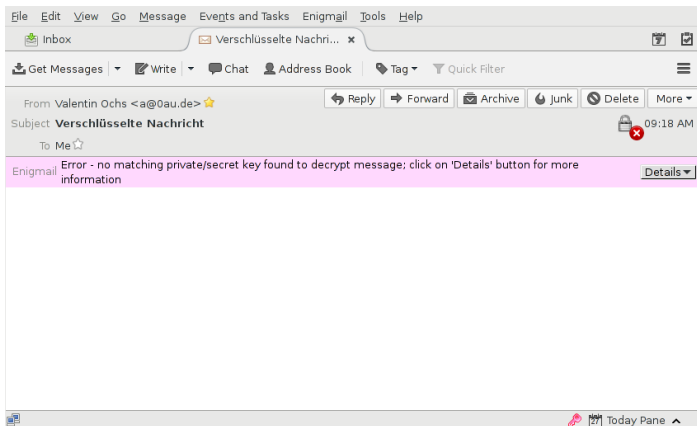 File Edit View Go Message Events and Tasks Enigmail Tools Help
Inbox Verschlüsselte Nachri...
Get Messages Write Chat Address Book Tag Quick Filter
From Valentin Ochs <a@0au.de> Reply Forward Archive Junk Delete More
Subject Verschlüsselte Nachricht 09:18 AM
To Me
Enigmail Error - no matching private/secret key found to decrypt message; click on 'Details' button for more
information Details
27 Today Pane